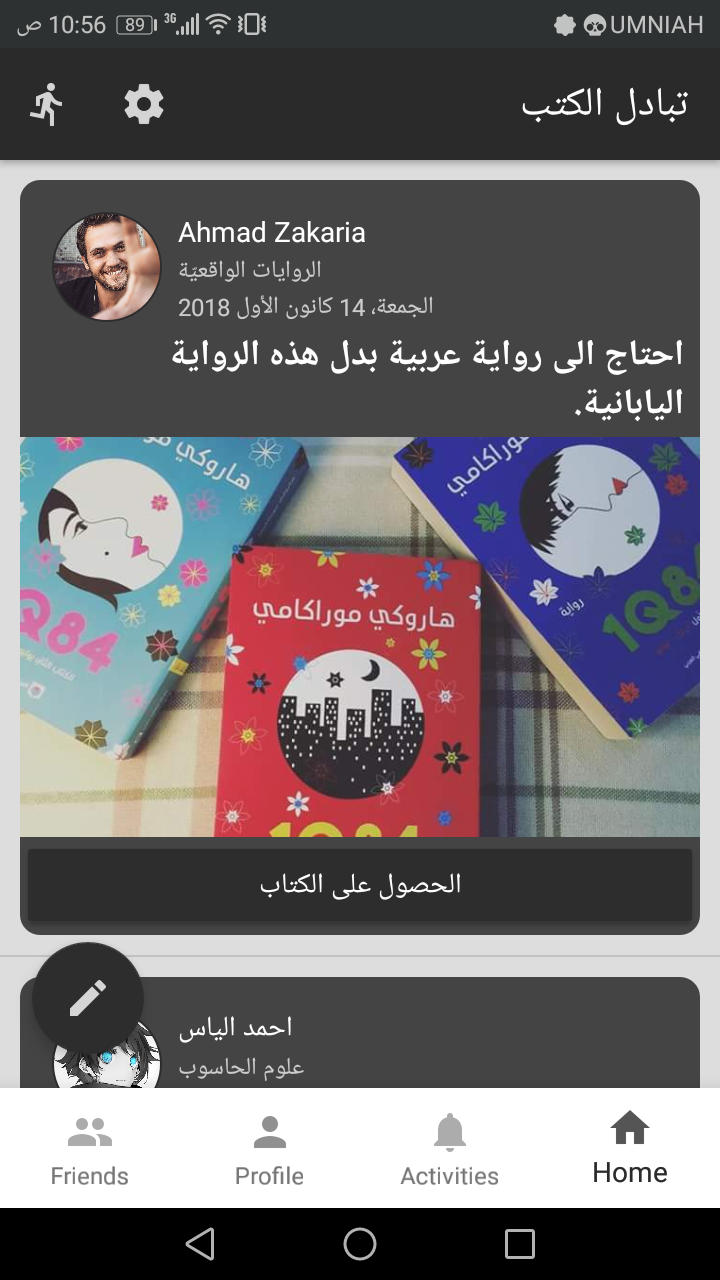 10:56 ص
89
3G
UMNIAH
تبادل الكتب
Ahmad Zakaria
الروايات الواقعيّة
الجمعة، 14 كانون الأول 2018
احتاج الى رواية عربية بدل هذه الرواية
اليابانية.
هاروكي موراكامي
1Q84
هاروكي موراكامي
1Q84
موراكامي
رواية
1Q84
الحصول على الكتاب
احمد الياس
علوم الحاسوب
Friends
Profile
Activities
Home